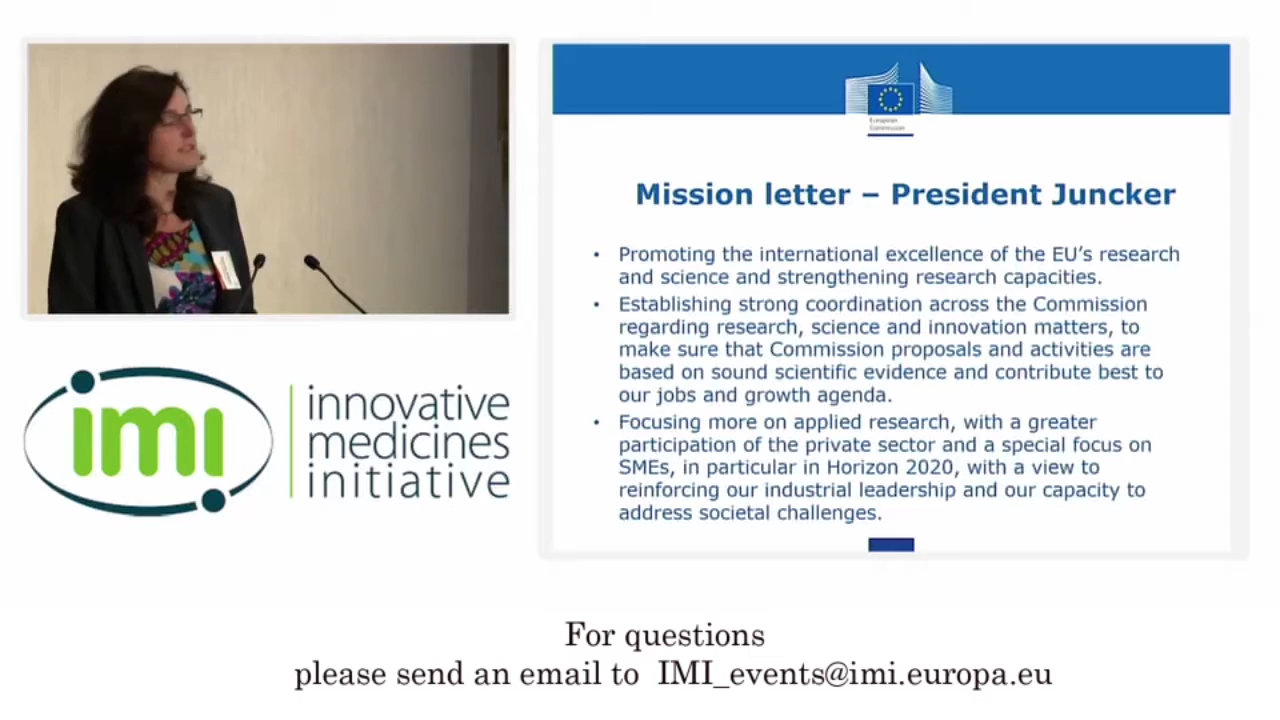 European
Commission
Mission letter – President Juncker
• Promoting the international excellence of the EU’s research
and science and strengthening research capacities.
• Establishing strong coordination across the Commission
regarding research, science and innovation matters, to
make sure that Commission proposals and activities are
based on sound scientific evidence and contribute best to
our jobs and growth agenda.
• Focusing more on applied research, with a greater
participation of the private sector and a special focus on
SMEs, in particular in Horizon 2020, with a view to
reinforcing our industrial leadership and our capacity to
address societal challenges.
imi
innovative
medicines
initiative
For questions
please send an email to IMI_events@imi.europa.eu